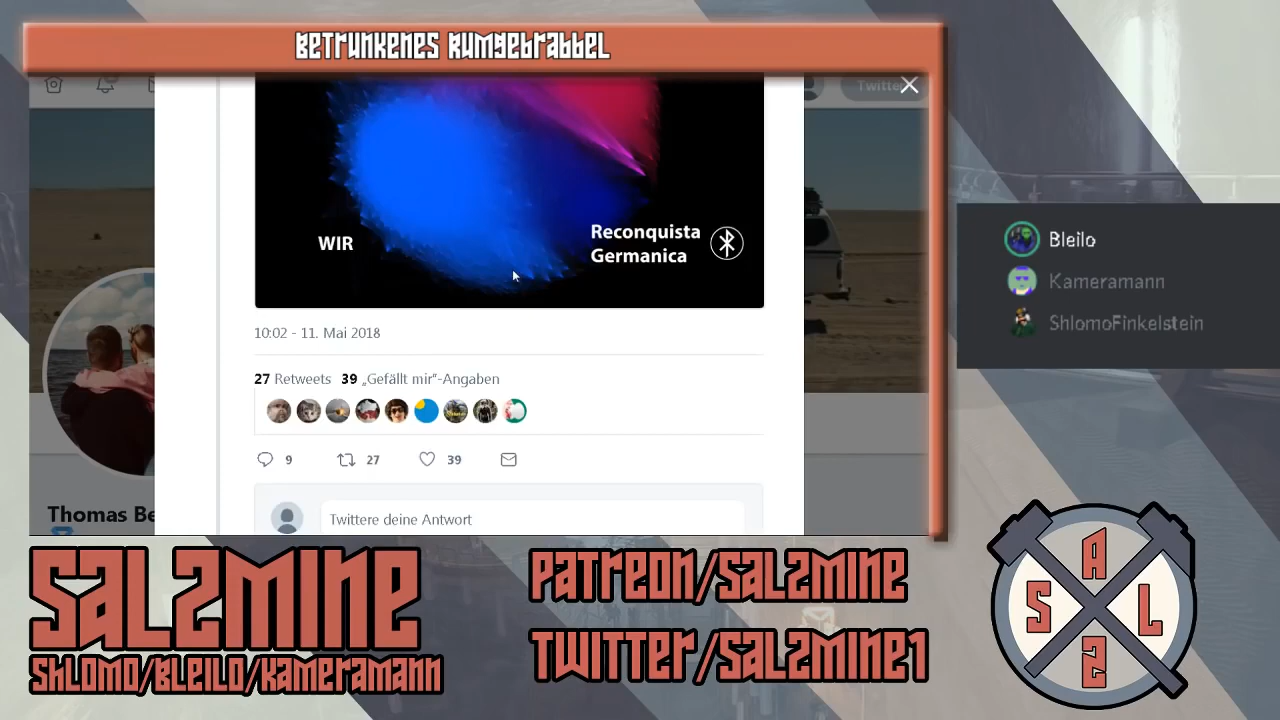 Betrunkenes Rumgebrabbel
Twitte
WIR
Reconquista
Germanica
10:02 - 11. Mai 2018
27 Retweets 39 „Gefällt mir"-Angaben
9 27 39
Thomas Be
Twittere deine Antwort
Bleilo
Kameramann
ShlomoFinkelstein
Salzmine
Shlomo/Bleilo/Kameramann
Patreon/Salzmine
Twitter/Salzmine1
A
S L
Z